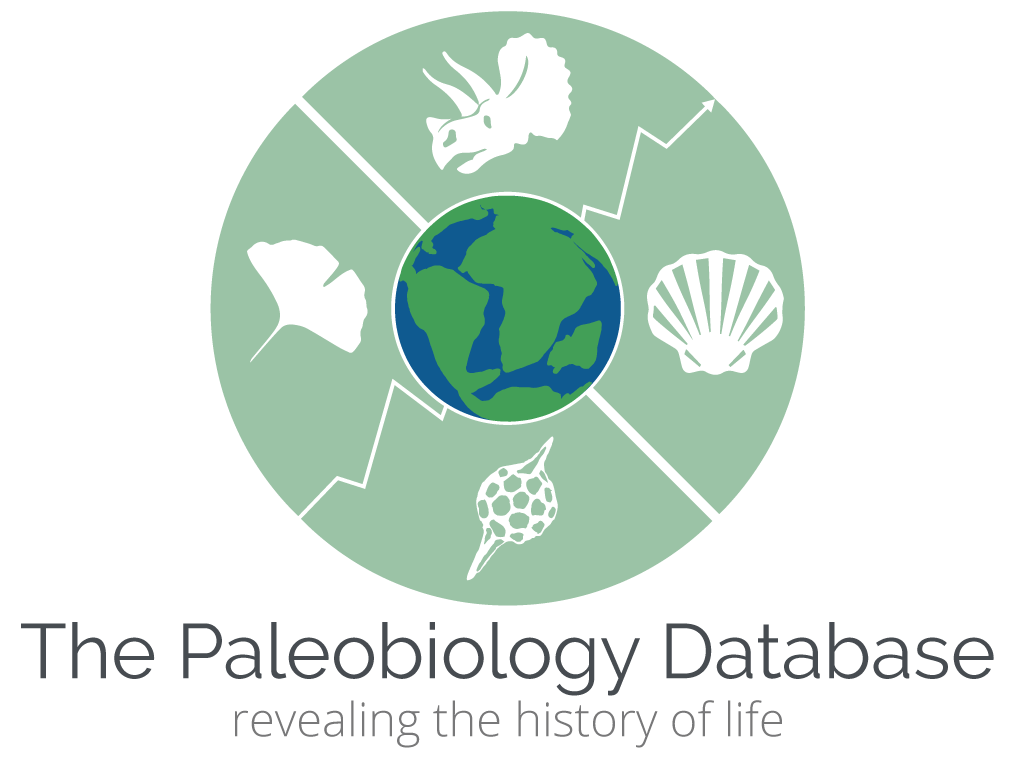 The Paleobiology Database
revealing the history of life